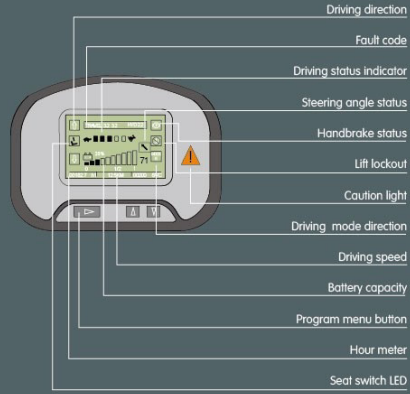 Driving direction
Fault code
Driving status indicator
Steering angle status
Handbrake status
Lift lockout
Caution light
Driving mode direction
Driving speed
Battery capacity
Program menu button
Hour meter
Seat switch LED
71